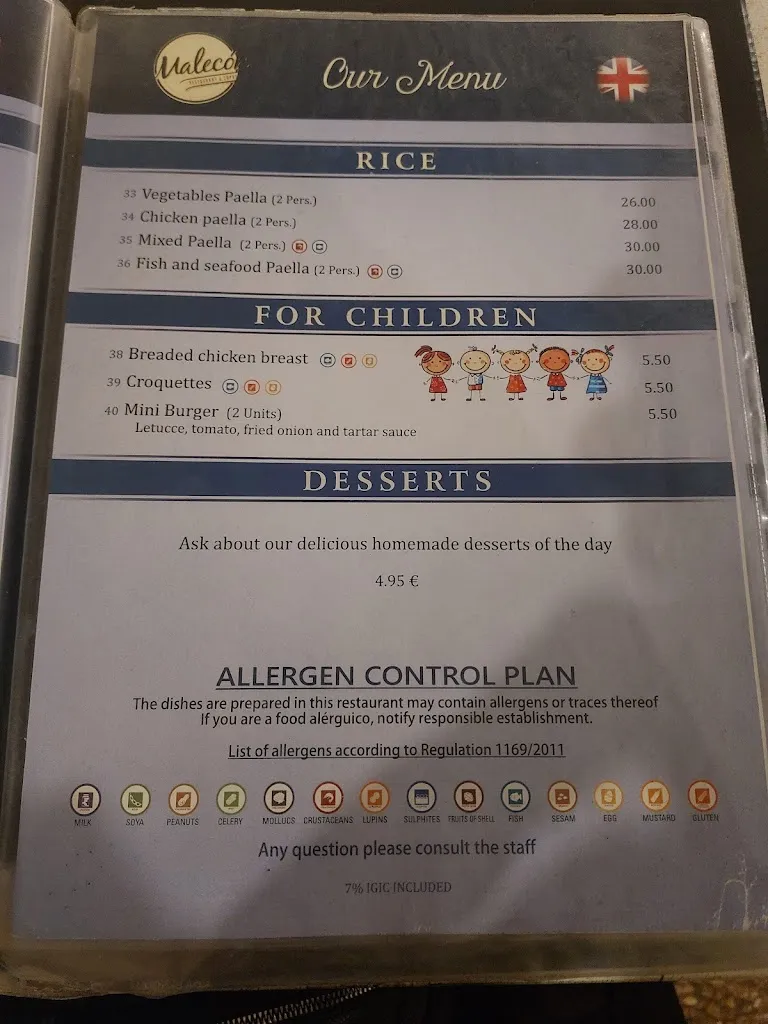 Malecón
Our Menu
RICE
33 Vegetables Paella (2 Pers.) 26.00
34 Chicken paella (2 Pers.) 28.00
35 Mixed Paella (2 Pers.) 30.00
36 Fish and seafood Paella (2 Pers.) 30.00
FOR CHILDREN
38 Breaded chicken breast 5.50
39 Croquettes 5.50
40 Mini Burger (2 Units) 5.50
Letucce, tomato, fried onion and tartar sauce
DESSERTS
Ask about our delicious homemade desserts of the day
4.95 €
ALLERGEN CONTROL PLAN
The dishes are prepared in this restaurant may contain allergens or traces thereof
If you are a food alérguico, notify responsible establishment.
List of allergens according to Regulation 1169/2011
MILK SOYA PEANUTS CELERY MOLLUCS CRUSTACEANS LUPINS SULPHITES FRUITS OF SHELL FISH SESAM EGG MUSTARD GLUTEN
Any question please consult the staff
7% IGIC INCLUDED